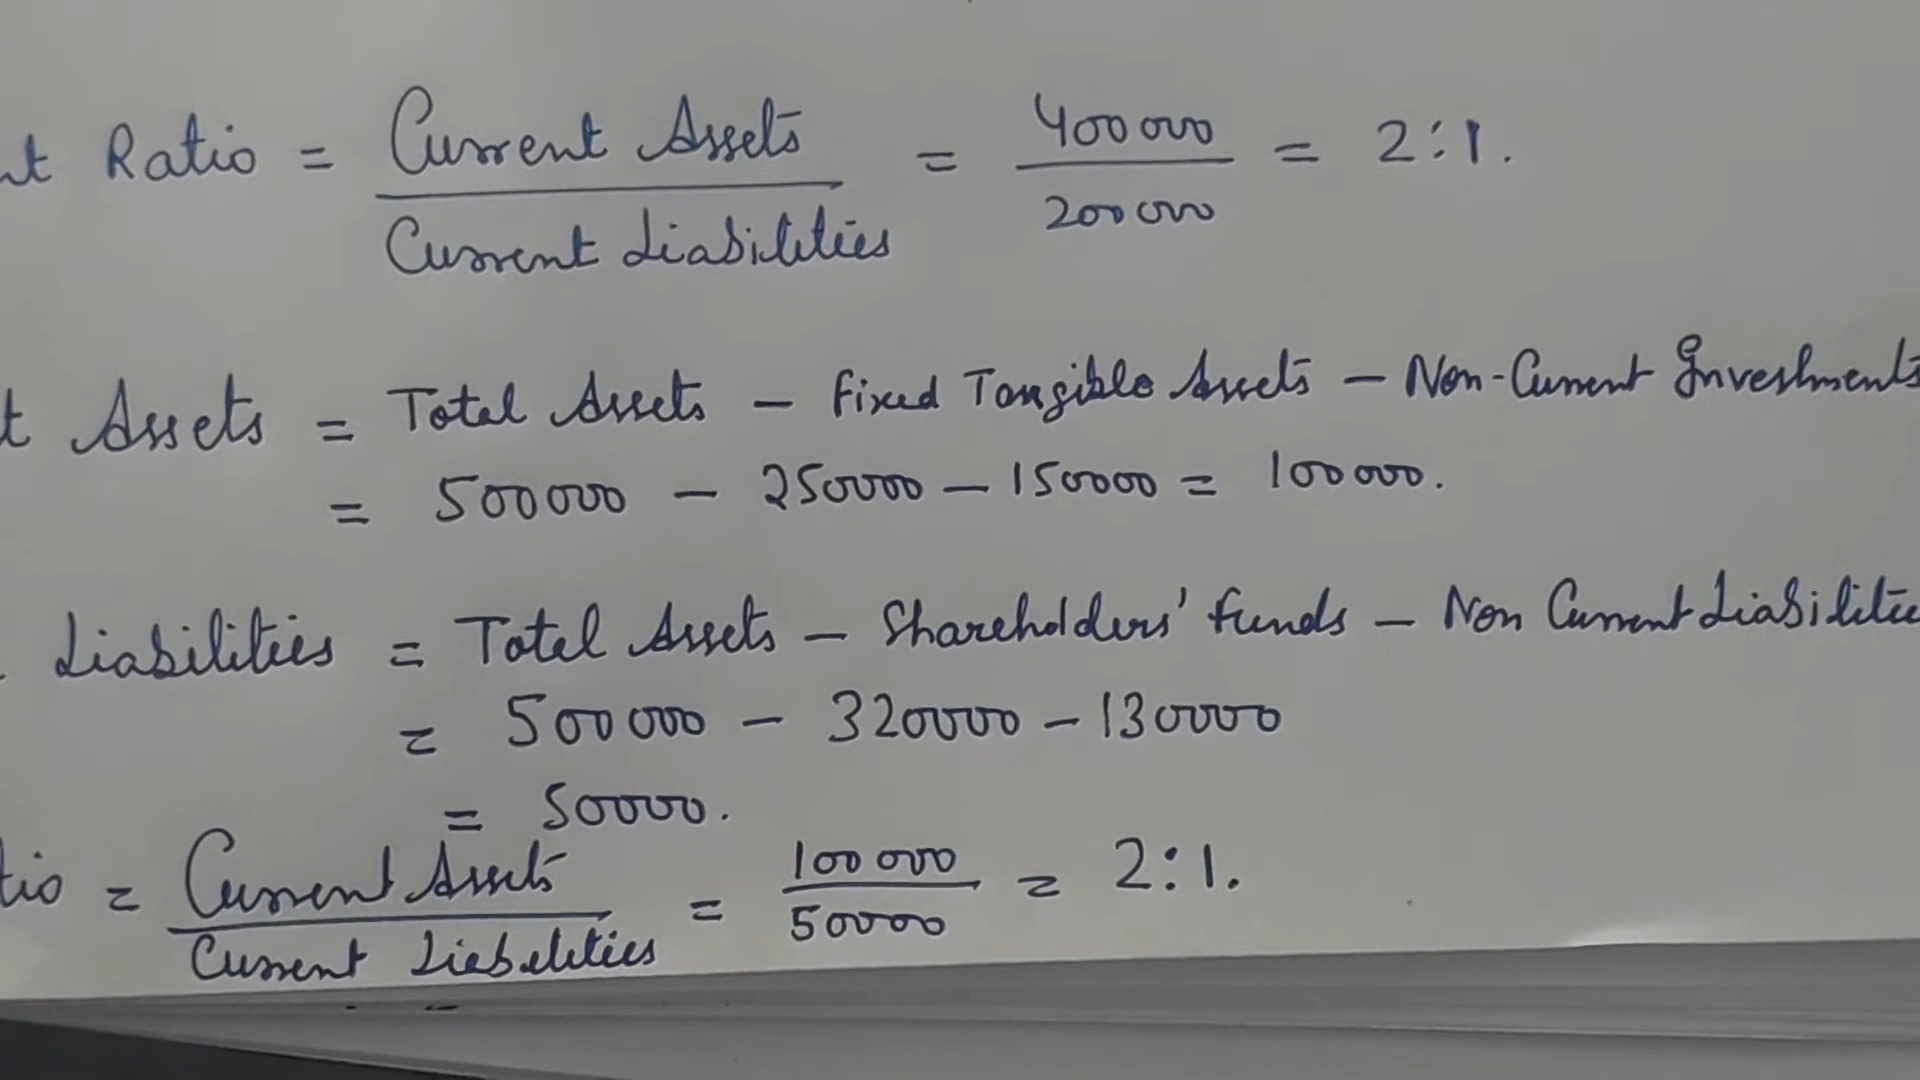 nt Ratio = Current Assets / Current Liabilities = 400000 / 200000 = 2:1.
t Assets = Total Assets - Fixed Tangible Assets - Non-Current Investments
= 500000 - 250000 - 150000 = 100000.
Liabilities = Total Assets - Shareholders' funds - Non Current Liabilitie
= 500000 - 320000 - 130000
= 50000.
tio = Current Assets / Current Liabilities = 100000 / 50000 = 2:1.